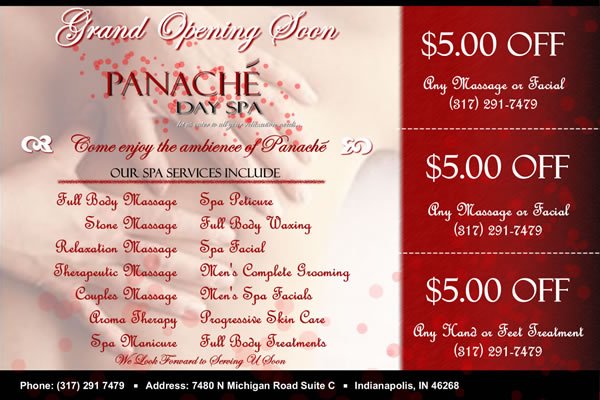 Grand Opening Soon
PANACHÉ
DAY SPA
Come enjoy the ambience of Panaché
OUR SPA SERVICES INCLUDE
Full Body Massage
Stone Massage
Relaxation Massage
Therapeutic Massage
Couples Massage
Aroma Therapy
Spa Manicure
Spa Peticure
Full Body Waxing
Spa Facial
Men's Complete Grooming
Men's Spa Facials
Progressive Skin Care
Full Body Treatments
We Look Forward to Serving U Soon
$5.00 OFF
Any Massage or Facial
(317) 291-7479
$5.00 OFF
Any Massage or Facial
(317) 291-7479
$5.00 OFF
Any Hand or Feet Treatment
(317) 291-7479
Phone: (317) 291 7479 ▪ Address: 7480 N Michigan Road Suite C ▪ Indianapolis, IN 46268